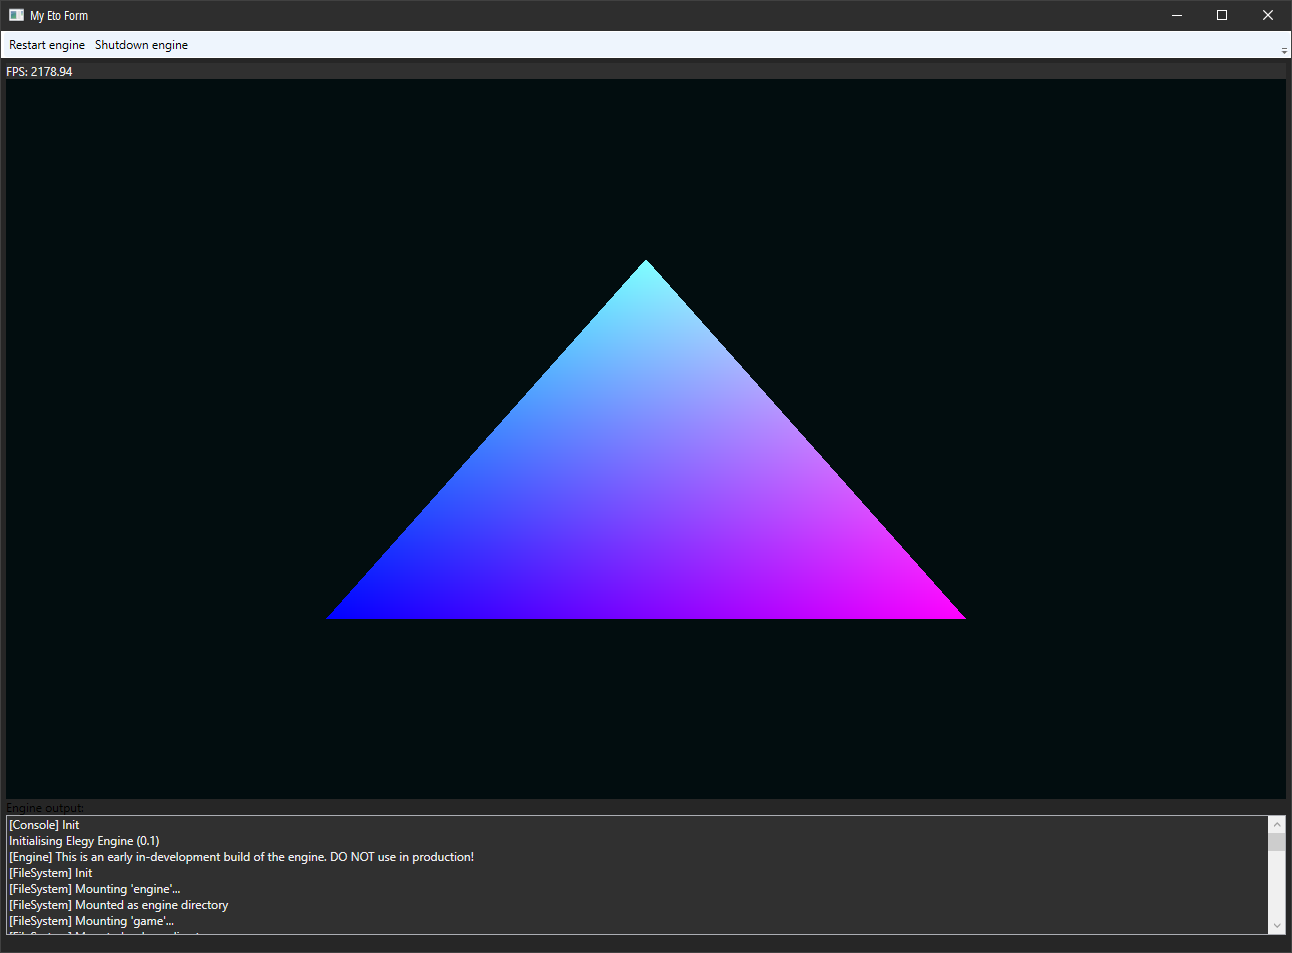 My Eto Form
Restart engine Shutdown engine
FPS: 2178.94
Engine output:
[Console] Init
Initialising Elegy Engine (0.1)
[Engine] This is an early in-development build of the engine. DO NOT use in production!
[FileSystem] Init
[FileSystem] Mounting 'engine'...
[FileSystem] Mounted as engine directory
[FileSystem] Mounting 'game'...